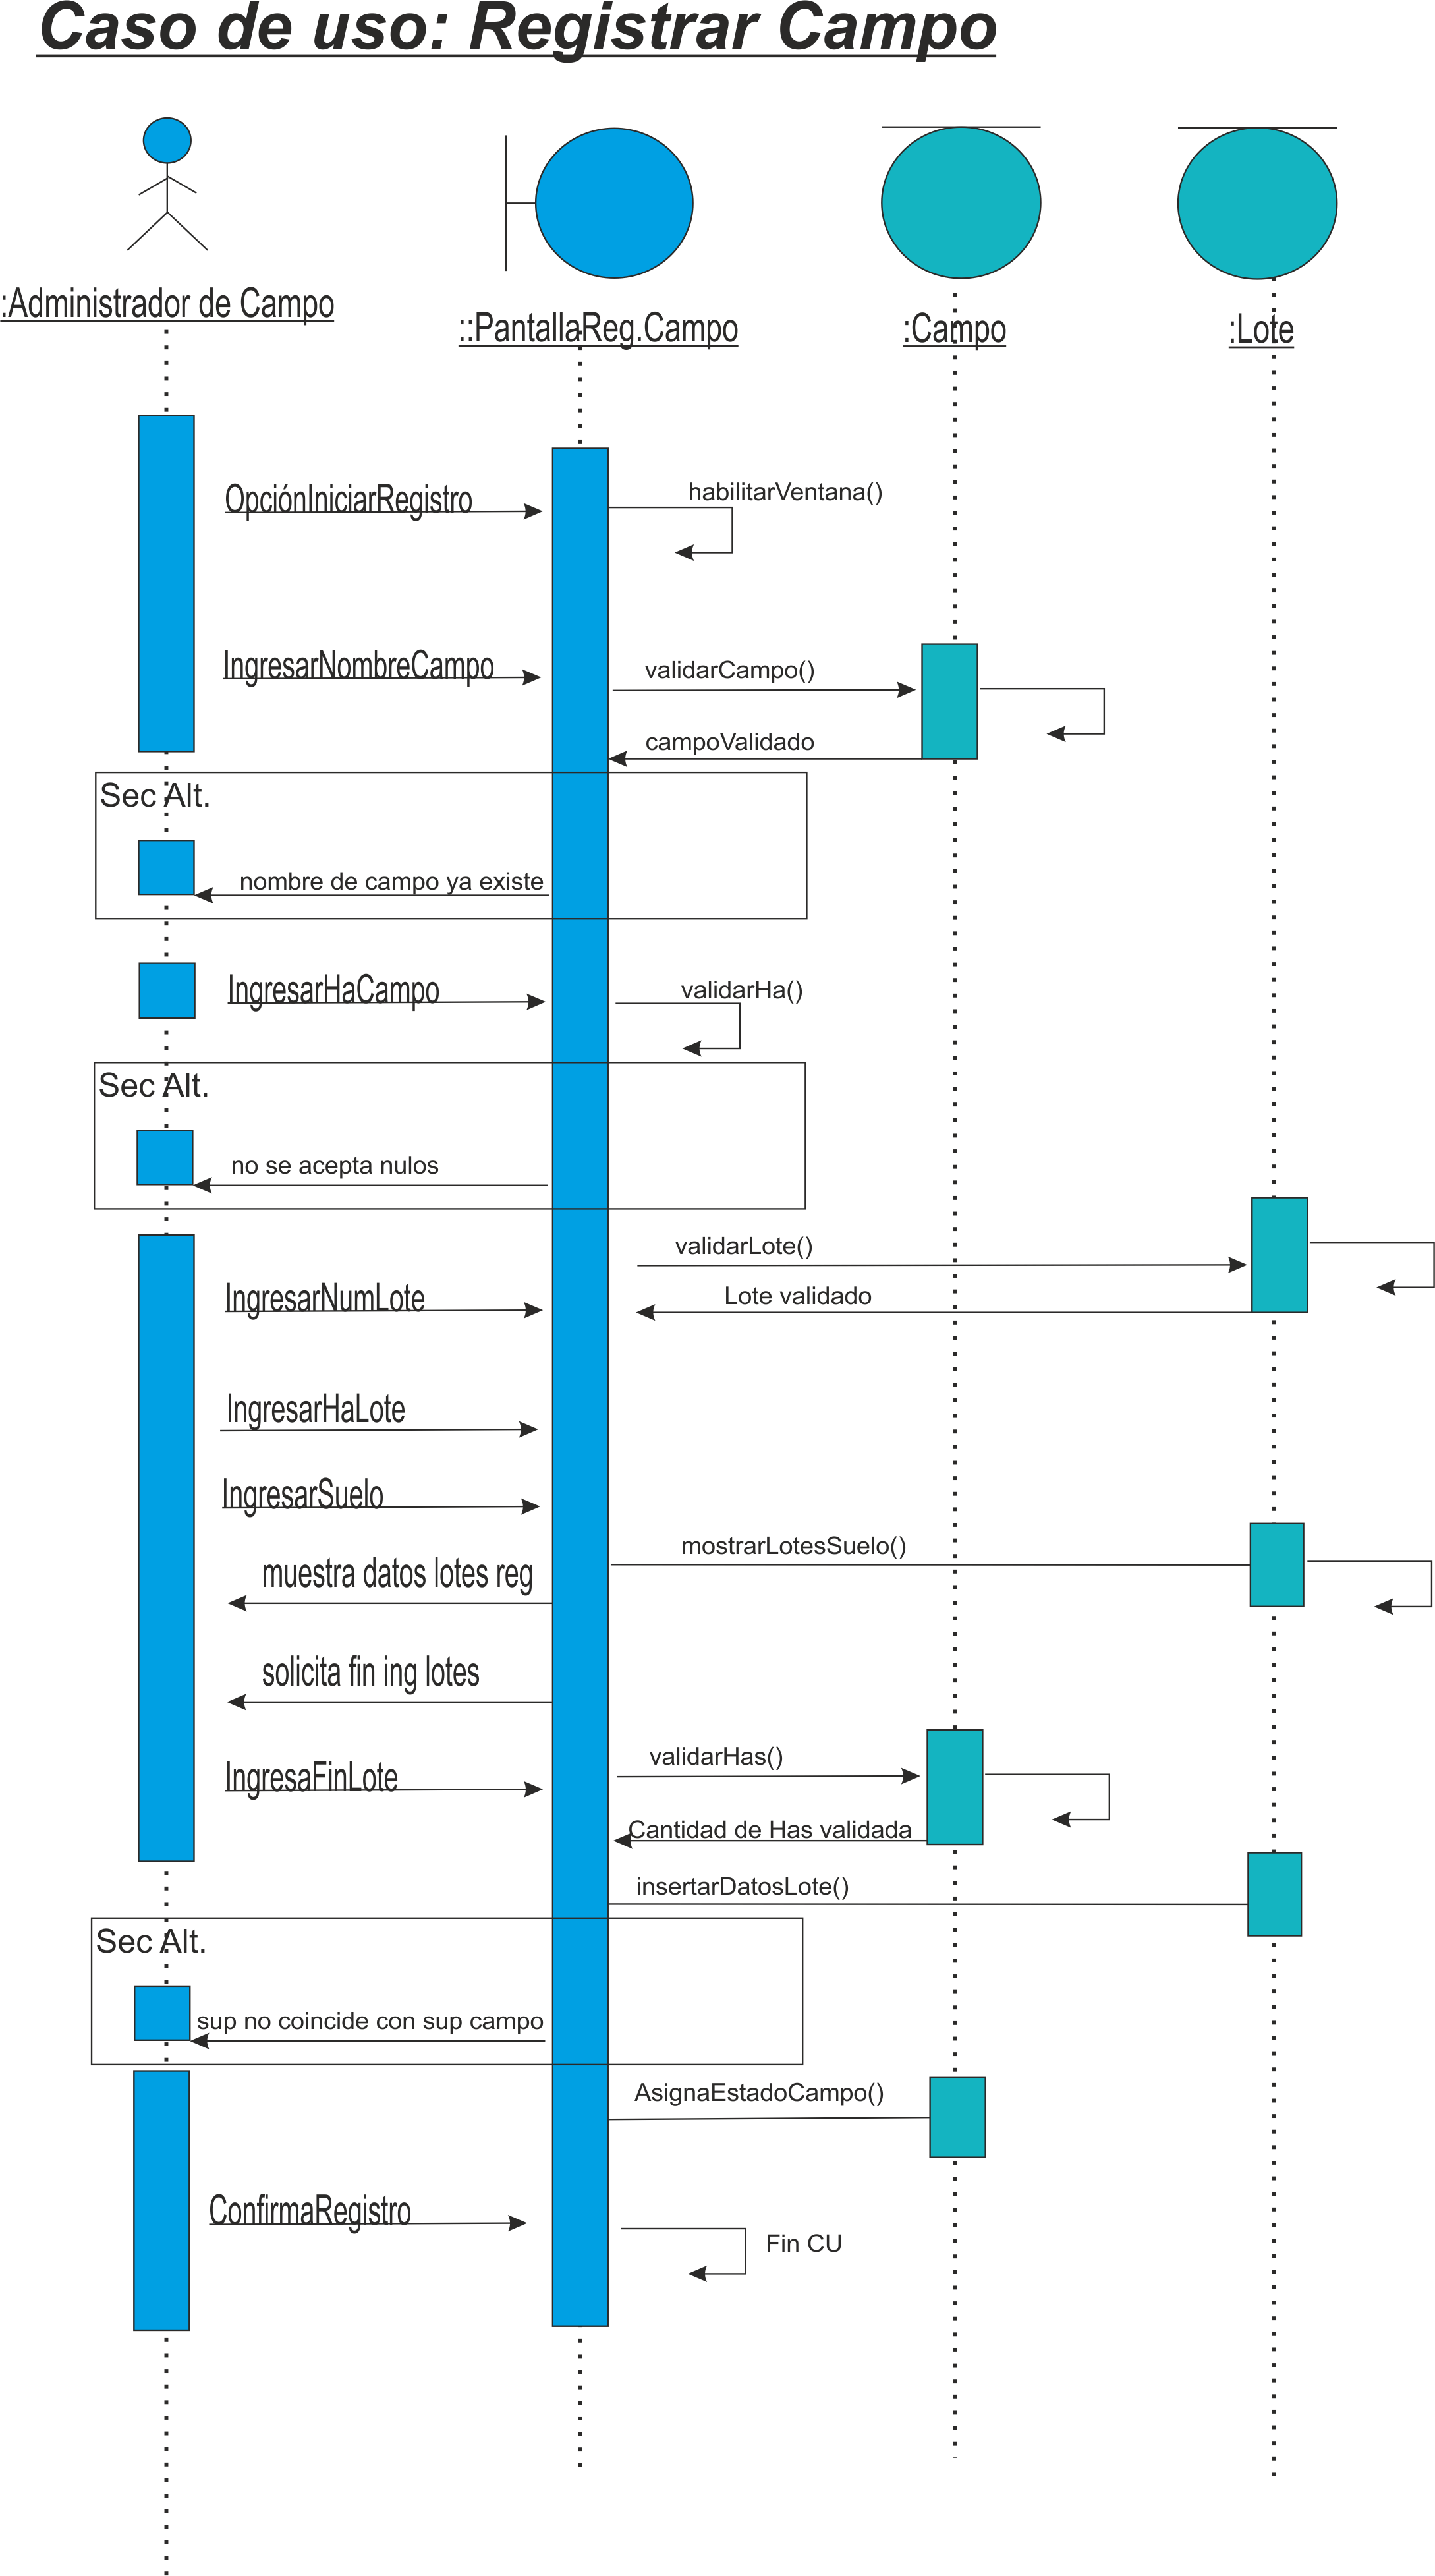 Caso de uso: Registrar Campo
:Administrador de Campo
::PantallaReg.Campo
:Campo
:Lote
OpciónIniciarRegistro
habilitarVentana()
IngresarNombreCampo
validarCampo()
campoValidado
Sec Alt.
nombre de campo ya existe
IngresarHaCampo
validarHa()
Sec Alt.
no se acepta nulos
validarLote()
IngresarNumLote
Lote validado
IngresarHaLote
IngresarSuelo
mostrarLotesSuelo()
muestra datos lotes reg
solicita fin ing lotes
validarHas()
IngresaFinLote
Cantidad de Has validada
insertarDatosLote()
Sec Alt.
sup no coincide con sup campo
AsignaEstadoCampo()
ConfirmaRegistro
Fin CU